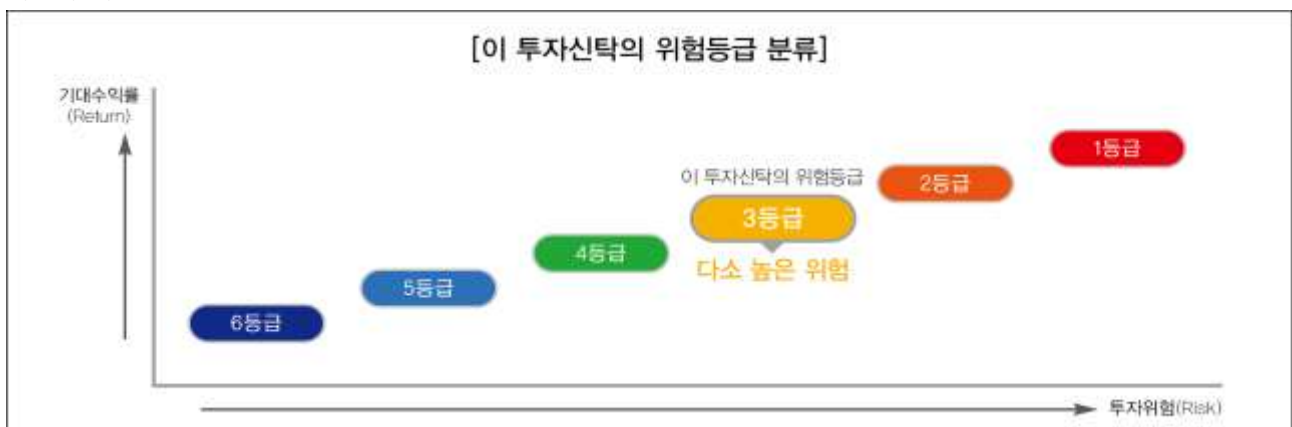 [이 투자신탁의 위험등급 분류]
기대수익률
(Return)
1등급
이 투자신탁의 위험등급
2등급
3등급
4등급
다소 높은 위험
5등급
6등급
투자위험(Risk)